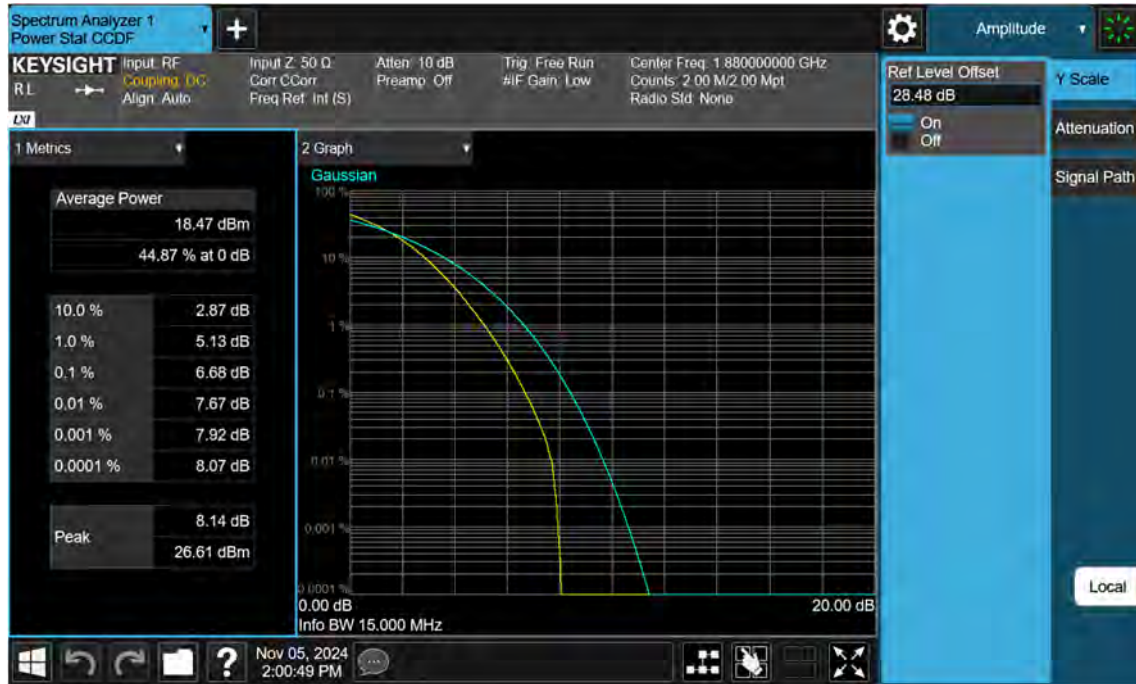 Spectrum Analyzer 1
Power Stat CCDF
Amplitude
KEYSIGHT
R L
LXI
Input: RF
Coupling: DC
Align: Auto
Input Z: 50 Ω
Corr CCorr
Freq Ref: Int (S)
Atten: 10 dB
Preamp: Off
Trig: Free Run
#IF Gain: Low
Center Freq: 1.880000000 GHz
Counts: 2.00 M/2.00 Mpt
Radio Std: None
Ref Level Offset
28.48 dB
On
Off
Y Scale
Attenuation
Signal Path
Local
1 Metrics
Average Power
18.47 dBm
44.87 % at 0 dB
10.0 % 2.87 dB
1.0 % 5.13 dB
0.1 % 6.68 dB
0.01 % 7.67 dB
0.001 % 7.92 dB
0.0001 % 8.07 dB
Peak
8.14 dB
26.61 dBm
2 Graph
Gaussian
100 %
10 %
1 %
0.1 %
0.01 %
0.001 %
0.0001 %
0.00 dB 20.00 dB
Info BW 15.000 MHz
Nov 05, 2024
2:00:49 PM